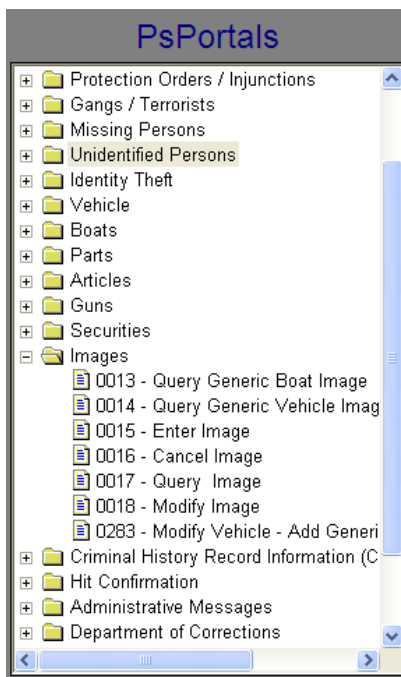 PsPortals
Protection Orders / Injunctions
Gangs / Terrorists
Missing Persons
Unidentified Persons
Identity Theft
Vehicle
Boats
Parts
Articles
Guns
Securities
Images
0013 - Query Generic Boat Image
0014 - Query Generic Vehicle Imag
0015 - Enter Image
0016 - Cancel Image
0017 - Query  Image
0018 - Modify Image
0283 - Modify Vehicle - Add Generi
Criminal History Record Information (C
Hit Confirmation
Administrative Messages
Department of Corrections